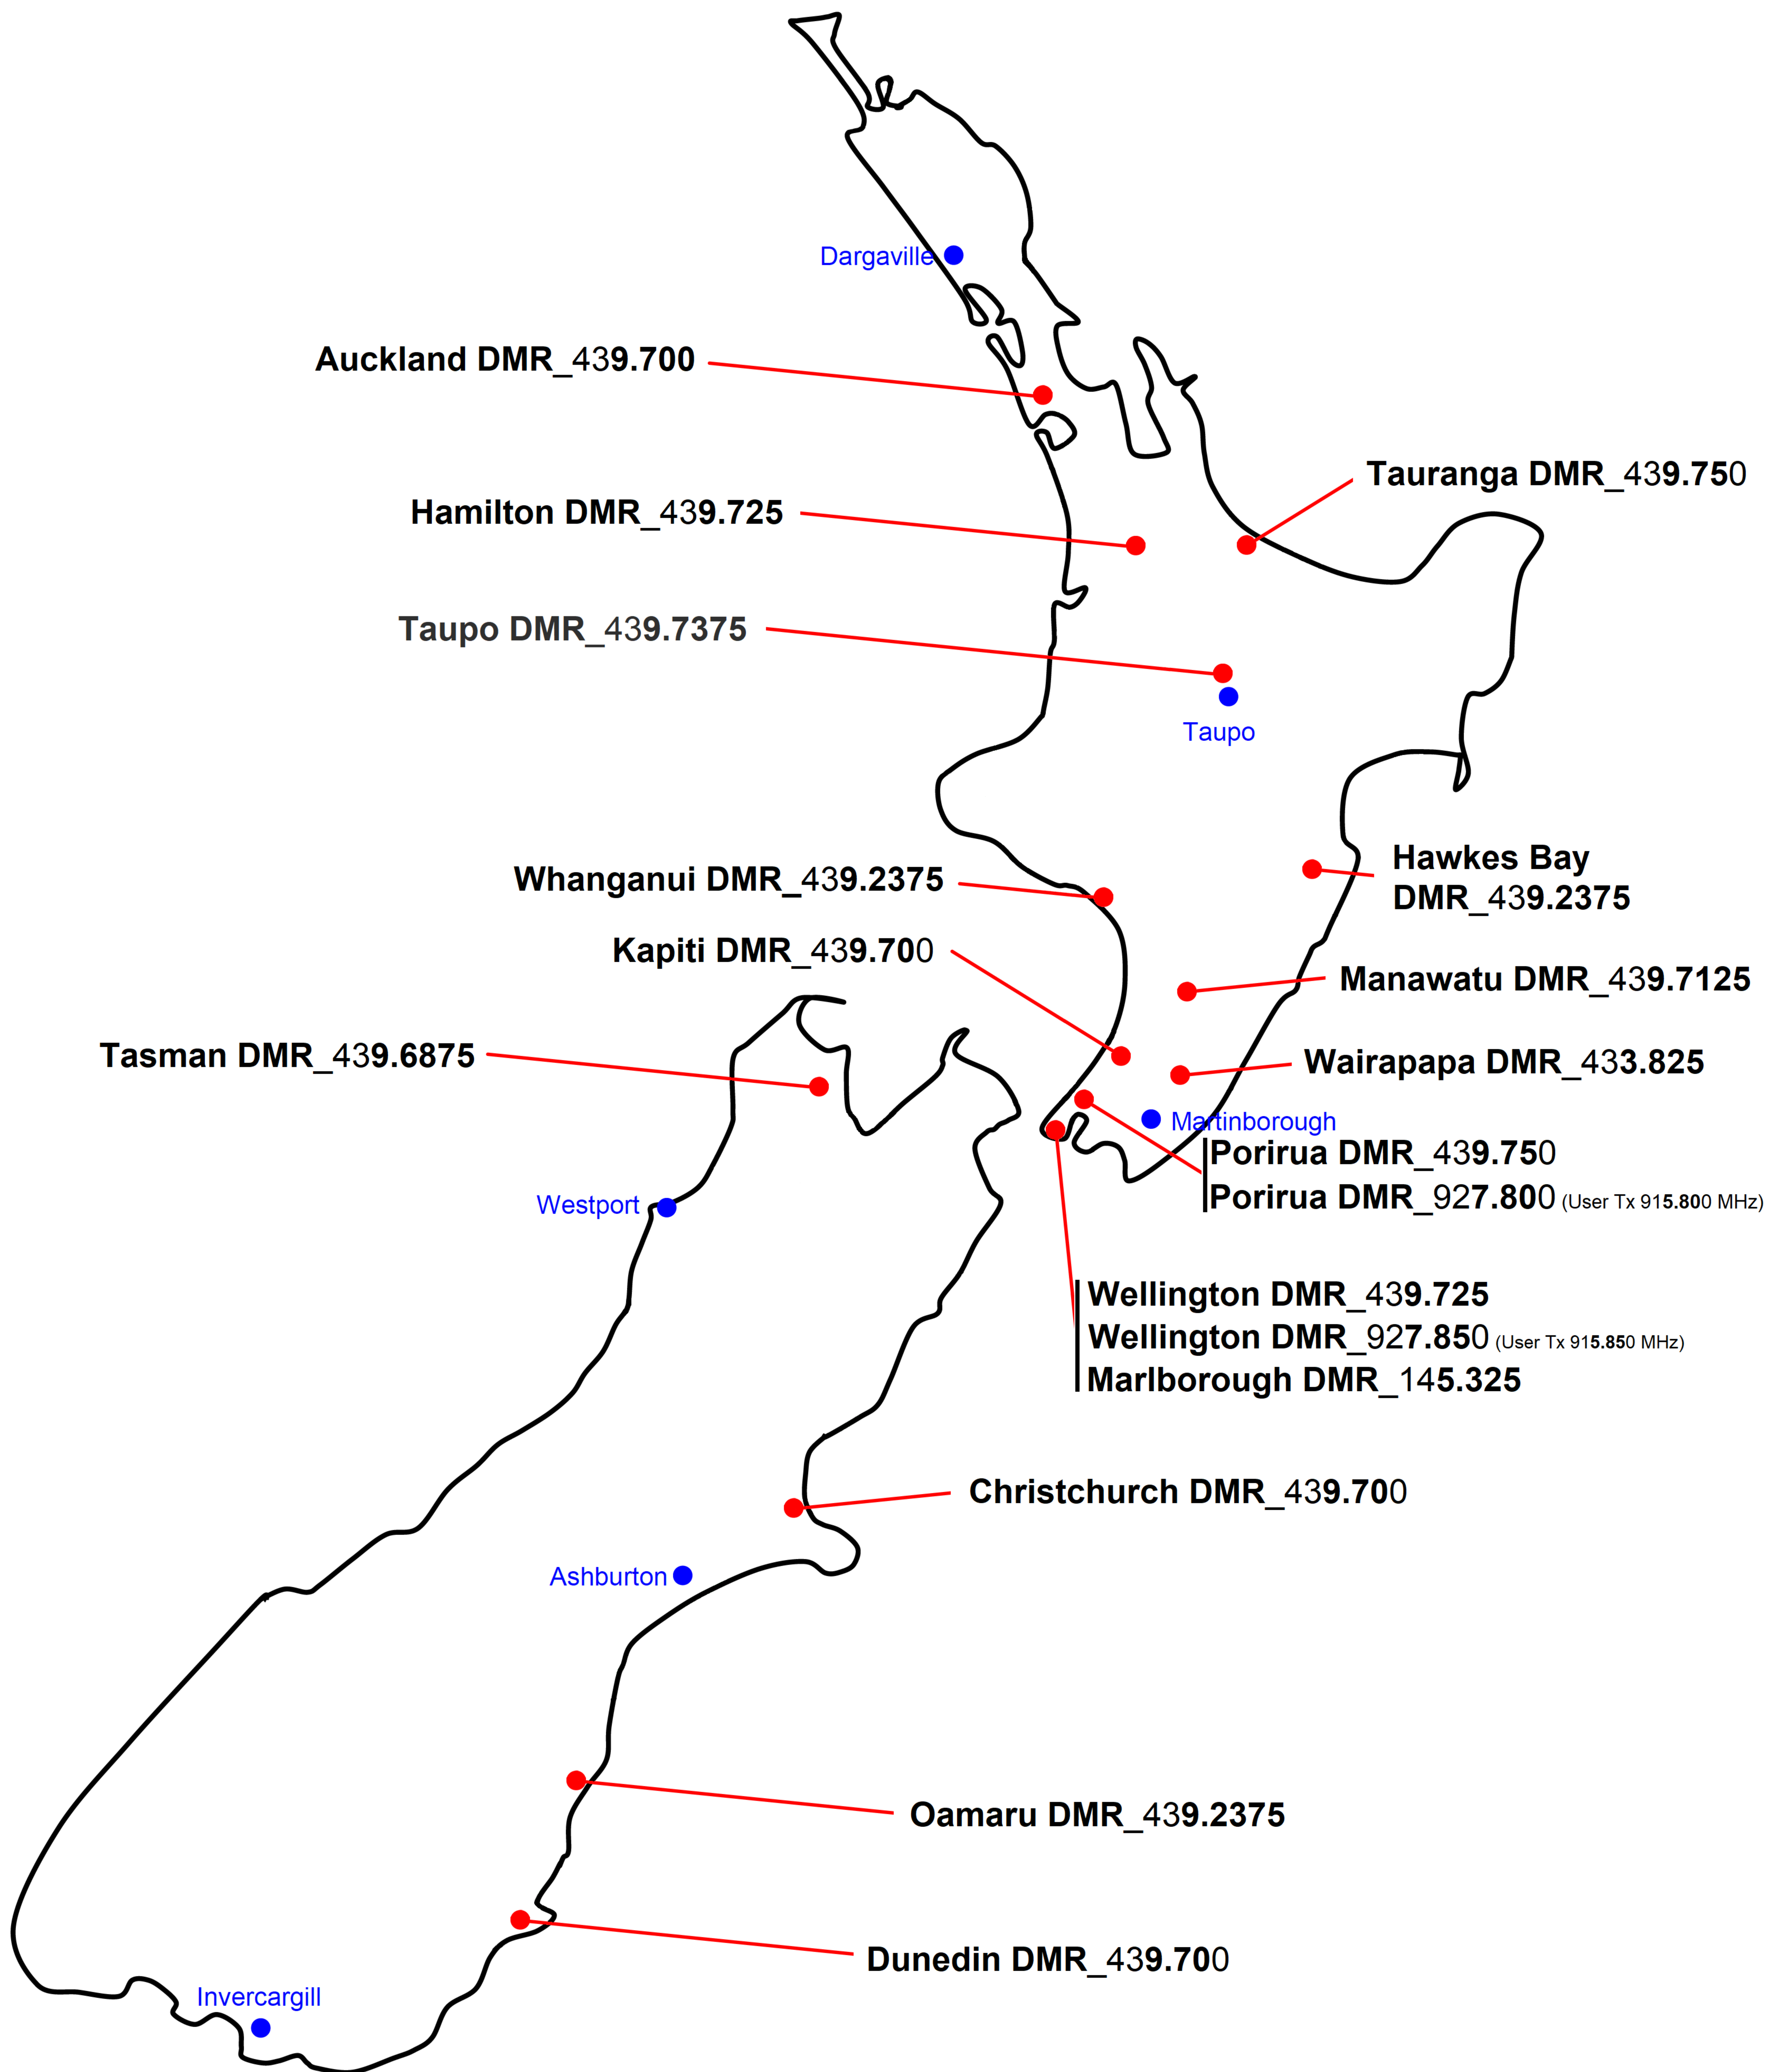 Dargaville
Auckland DMR_439.700
Tauranga DMR_439.750
Hamilton DMR_439.725
Taupo DMR_439.7375
Taupo
Hawkes Bay
DMR_439.2375
Whanganui DMR_439.2375
Kapiti DMR_439.700
Manawatu DMR_439.7125
Tasman DMR_439.6875
Wairapapa DMR_433.825
Martinborough
Porirua DMR_439.750
Porirua DMR_927.800 (User Tx 915.800 MHz)
Westport
Wellington DMR_439.725
Wellington DMR_927.850 (User Tx 915.850 MHz)
Marlborough DMR_145.325
Christchurch DMR_439.700
Ashburton
Oamaru DMR_439.2375
Dunedin DMR_439.700
Invercargill